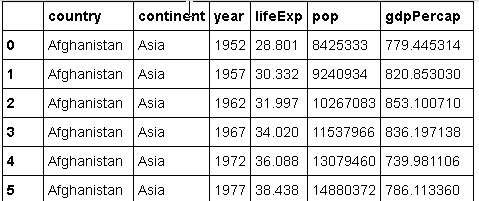 country continent year lifeExp pop gdpPercap
0 Afghanistan Asia 1952 28.801 8425333 779.445314
1 Afghanistan Asia 1957 30.332 9240934 820.853030
2 Afghanistan Asia 1962 31.997 10267083 853.100710
3 Afghanistan Asia 1967 34.020 11537966 836.197138
4 Afghanistan Asia 1972 36.088 13079460 739.981106
5 Afghanistan Asia 1977 38.438 14880372 786.113360